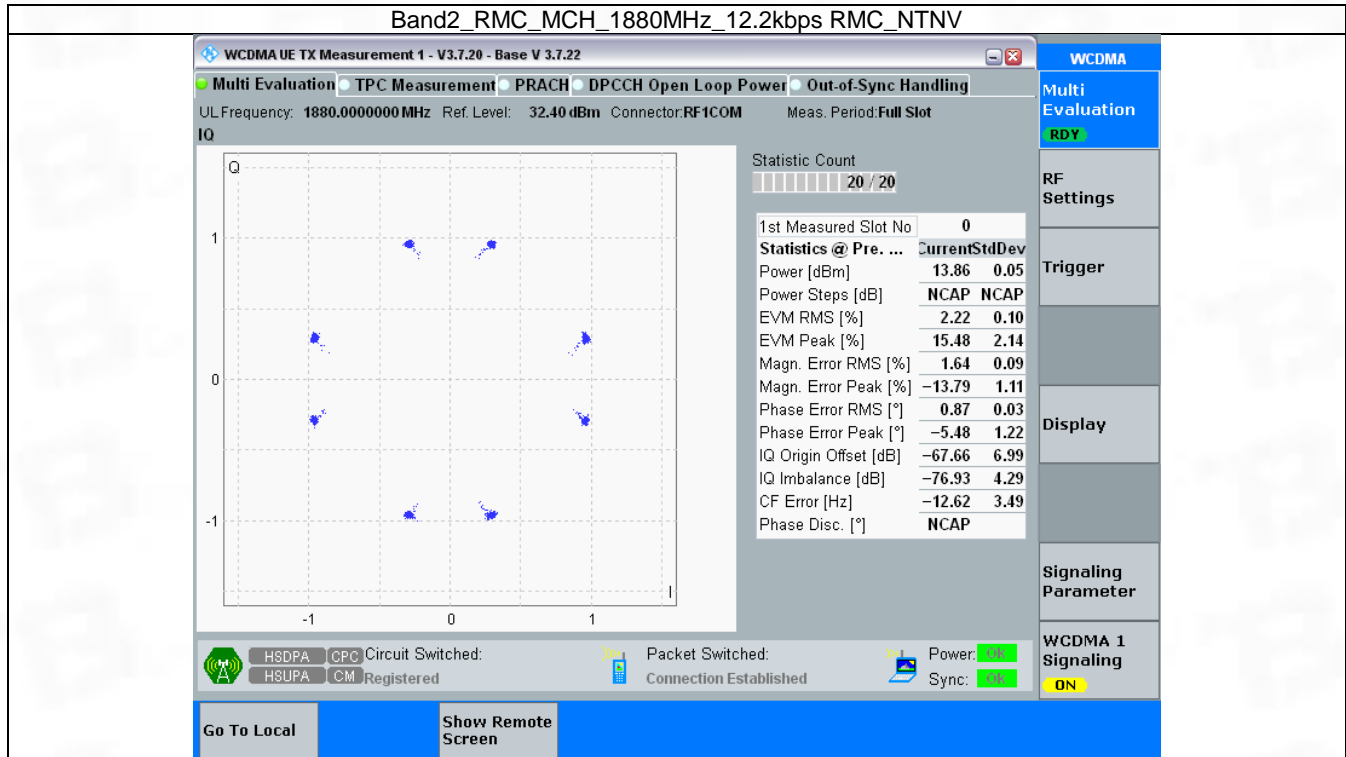 Band2_RMC_MCH_1880MHz_12.2kbps RMC_NTNV
WCDMA UE TX Measurement 1 - V3.7.20 - Base V 3.7.22
WCDMA
Multi Evaluation TPC Measurement PRACH DPCCH Open Loop Power Out-of-Sync Handling
Multi
Evaluation
RDY
UL Frequency: 1880.0000000 MHz Ref. Level: 32.40 dBm Connector:RF1COM Meas. Period:Full Slot
IQ
Q
1
0
-1
-1 0 1
I
Statistic Count
20 / 20
1st Measured Slot No 0
Statistics @ Pre. ... Current StdDev
Power [dBm] 13.86 0.05
Power Steps [dB] NCAP NCAP
EVM RMS [%] 2.22 0.10
EVM Peak [%] 15.48 2.14
Magn. Error RMS [%] 1.64 0.09
Magn. Error Peak [%] −13.79 1.11
Phase Error RMS [°] 0.87 0.03
Phase Error Peak [°] −5.48 1.22
IQ Origin Offset [dB] −67.66 6.99
IQ Imbalance [dB] −76.93 4.29
CF Error [Hz] −12.62 3.49
Phase Disc. [°] NCAP
RF
Settings
Trigger
Display
Signaling
Parameter
WCDMA 1
Signaling
ON
HSDPA CPC Circuit Switched: Packet Switched: Power: OK
HSUPA CM Registered Connection Established Sync: OK
Go To Local
Show Remote
Screen